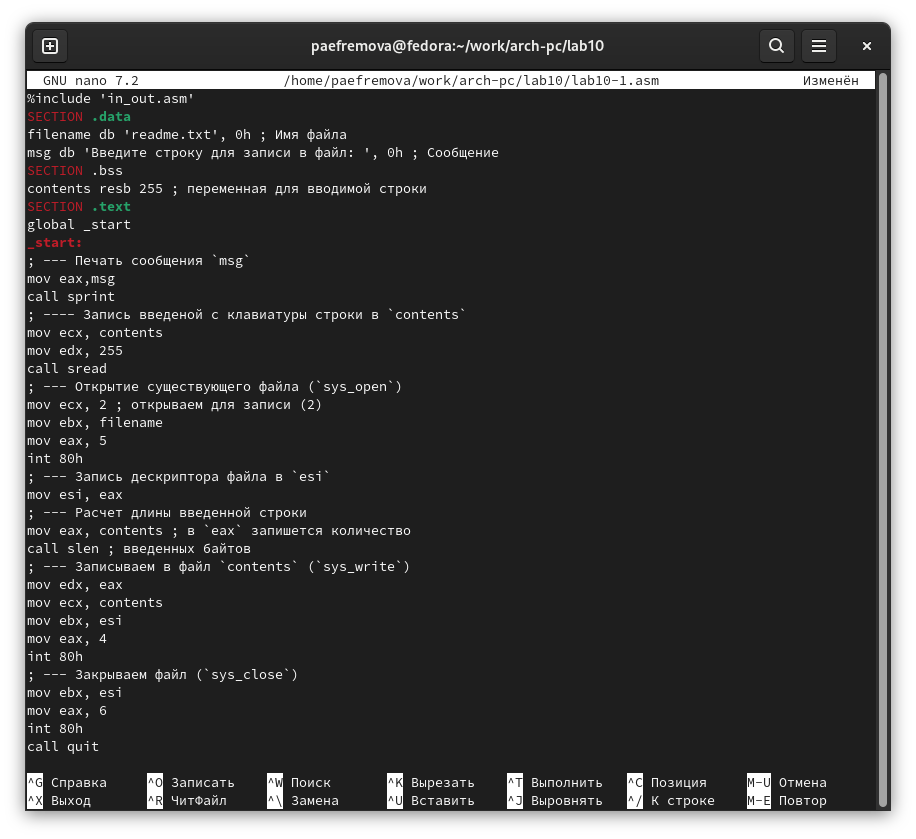 paefremova@fedora:~/work/arch-pc/lab10
GNU nano 7.2 /home/paefremova/work/arch-pc/lab10/lab10-1.asm Изменён
%include 'in_out.asm'
SECTION .data
filename db 'readme.txt', 0h ; Имя файла
msg db 'Введите строку для записи в файл: ', 0h ; Сообщение
SECTION .bss
contents resb 255 ; переменная для вводимой строки
SECTION .text
global _start
_start:
; --- Печать сообщения `msg`
mov eax,msg
call sprint
; ---- Запись введеной с клавиатуры строки в `contents`
mov ecx, contents
mov edx, 255
call sread
; --- Открытие существующего файла (`sys_open`)
mov ecx, 2 ; открываем для записи (2)
mov ebx, filename
mov eax, 5
int 80h
; --- Запись дескриптора файла в `esi`
mov esi, eax
; --- Расчет длины введенной строки
mov eax, contents ; в `eax` запишется количество
call slen ; введенных байтов
; --- Записываем в файл `contents` (`sys_write`)
mov edx, eax
mov ecx, contents
mov ebx, esi
mov eax, 4
int 80h
; --- Закрываем файл (`sys_close`)
mov ebx, esi
mov eax, 6
int 80h
call quit
^G Справка ^O Записать ^W Поиск ^K Вырезать ^T Выполнить ^C Позиция M-U Отмена
^X Выход ^R ЧитФайл ^\ Замена ^U Вставить ^J Выровнять ^/ К строке M-E Повтор